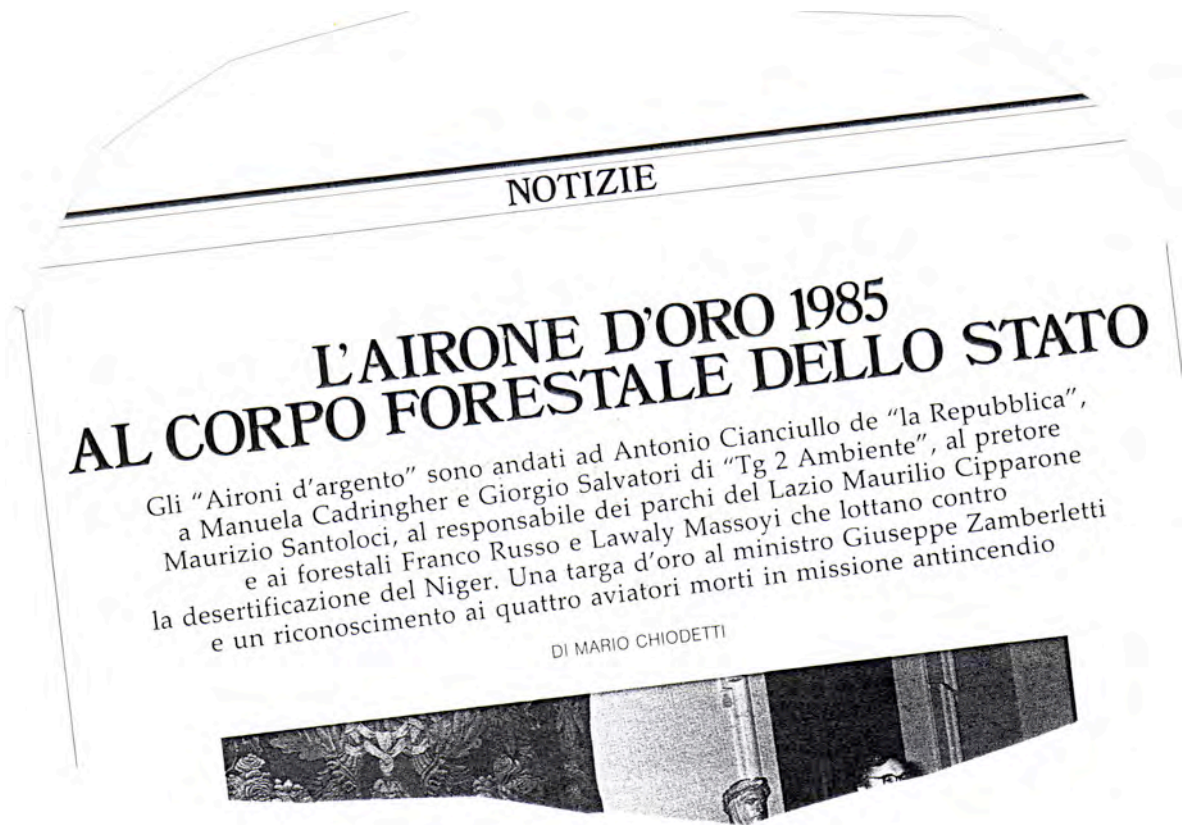 NOTIZIE
L'AIRONE D'ORO 1985
AL CORPO FORESTALE DELLO STATO
Gli "Aironi d'argento" sono andati ad Antonio Cianciullo de "la Repubblica",
a Manuela Cadringher e Giorgio Salvatori di "Tg 2 Ambiente", al pretore
Maurizio Santoloci, al responsabile dei parchi del Lazio Maurilio Cipparone
e ai forestali Franco Russo e Lawaly Massoyi che lottano contro
la desertificazione del Niger. Una targa d'oro al ministro Giuseppe Zamberletti
e un riconoscimento ai quattro aviatori morti in missione antincendio
DI MARIO CHIODETTI